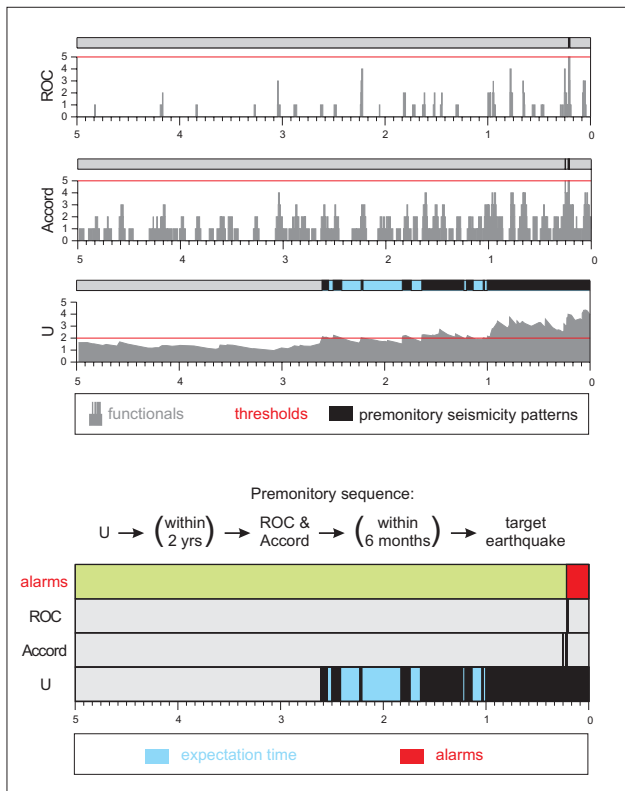 ROC
5
4
3
2
1
0
5 4 3 2 1 0
Accord
5
4
3
2
1
0
5 4 3 2 1 0
U
5
4
3
2
1
0
5 4 3 2 1 0
functionals thresholds premonitory seismicity patterns
Premonitory sequence:
U → (within 2 yrs) → ROC & Accord → (within 6 months) → target earthquake
alarms
ROC
Accord
U
5 4 3 2 1 0
expectation time alarms